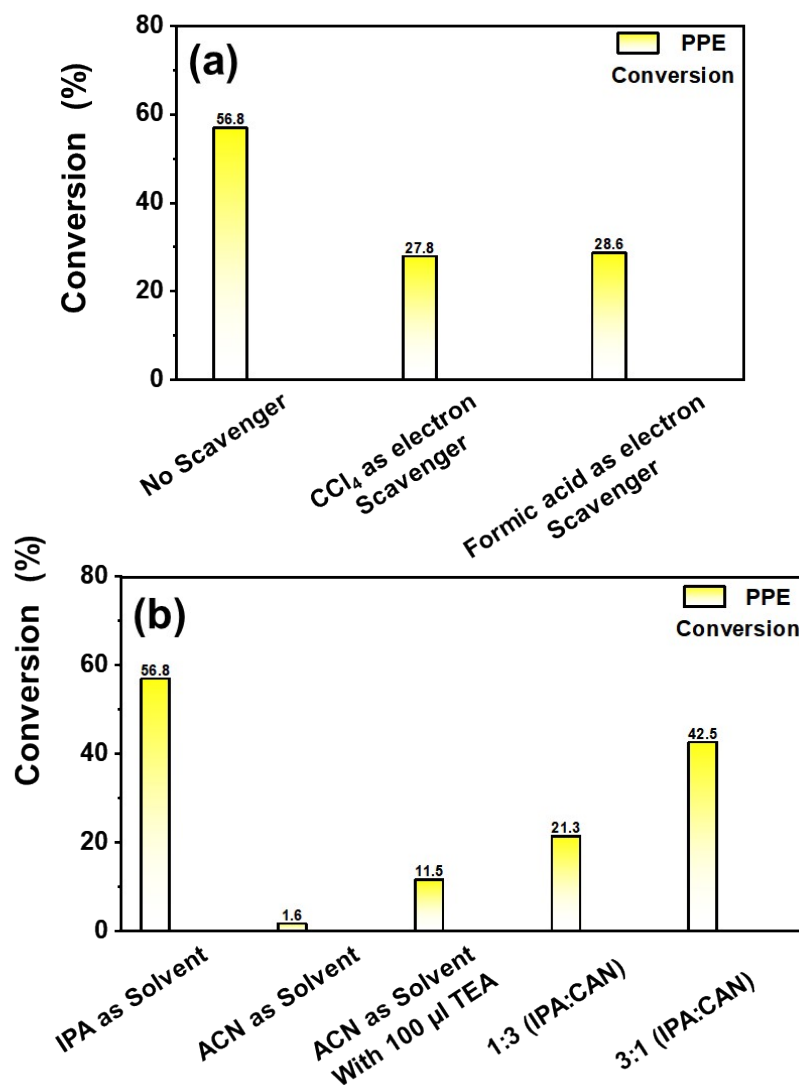 (a)
PPE
Conversion
Conversion (%)
80
60
40
20
0
56.8
27.8
28.6
No Scavenger
CCl₄ as electron
Scavenger
Formic acid as electron
Scavenger
(b)
PPE
Conversion
Conversion (%)
80
60
40
20
0
56.8
1.6
11.5
21.3
42.5
IPA as Solvent
ACN as Solvent
ACN as Solvent
With 100 µl TEA
1:3 (IPA:CAN)
3:1 (IPA:CAN)